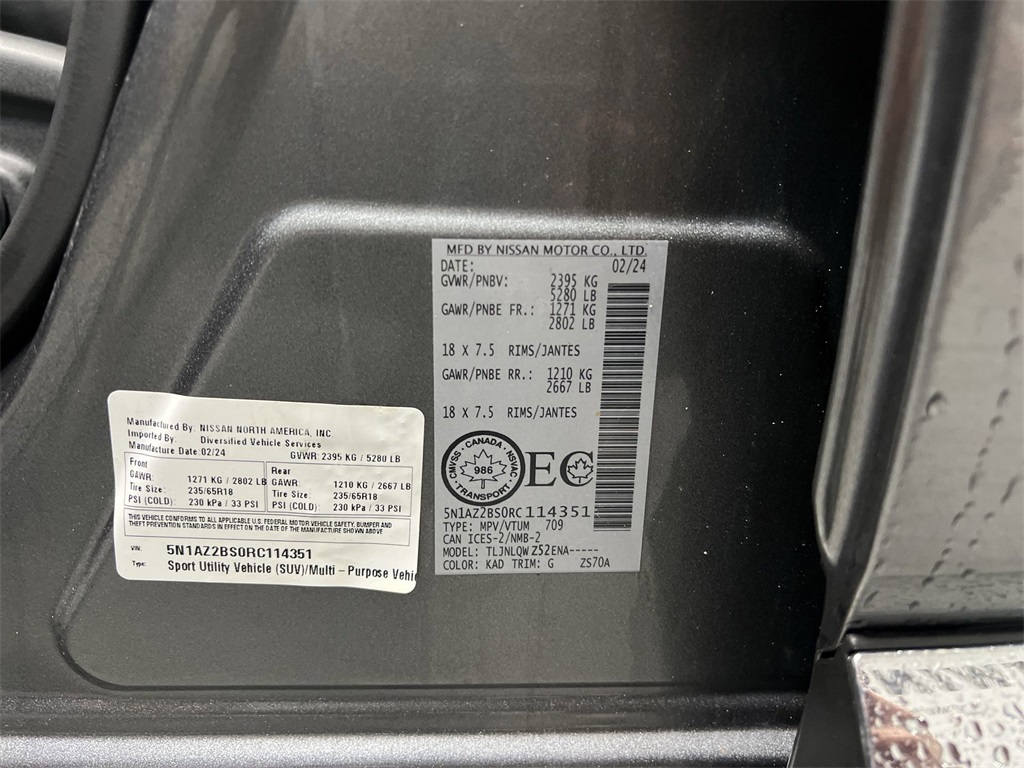 Manufactured By: NISSAN NORTH AMERICA, INC.
Imported By: Diversified Vehicle Services
Manufacture Date: 02/24 GVWR: 2395 KG / 5280 LB
Front
GAWR: 1271 KG / 2802 LB
Tire Size: 235/65R18
PSI (COLD): 230 kPa / 33 PSI
Rear
GAWR: 1210 KG / 2667 LB
Tire Size: 235/65R18
PSI (COLD): 230 kPa / 33 PSI
THIS VEHICLE CONFORMS TO ALL APPLICABLE U.S. FEDERAL MOTOR VEHICLE SAFETY, BUMPER AND
THEFT PREVENTION STANDARDS IN EFFECT ON THE DATE OF THE MANUFACTURE SHOWN ABOVE
VIN: 5N1AZ2BS0RC114351
Type: Sport Utility Vehicle (SUV)/Multi - Purpose Vehi
MFD BY NISSAN MOTOR CO., LTD.
DATE: 02/24
GVWR/PNBV: 2395 KG
5280 LB
GAWR/PNBE FR.: 1271 KG
2802 LB
18 X 7.5 RIMS/JANTES
GAWR/PNBE RR.: 1210 KG
2667 LB
18 X 7.5 RIMS/JANTES
CMVSS · CANADA · NSVAC
986
· TRANSPORT ·
EC
5N1AZ2BS0RC114351
TYPE: MPV/VTUM 709
CAN ICES-2/NMB-2
MODEL: TLJNLQW Z52ENA-----
COLOR: KAD TRIM: G ZS70A